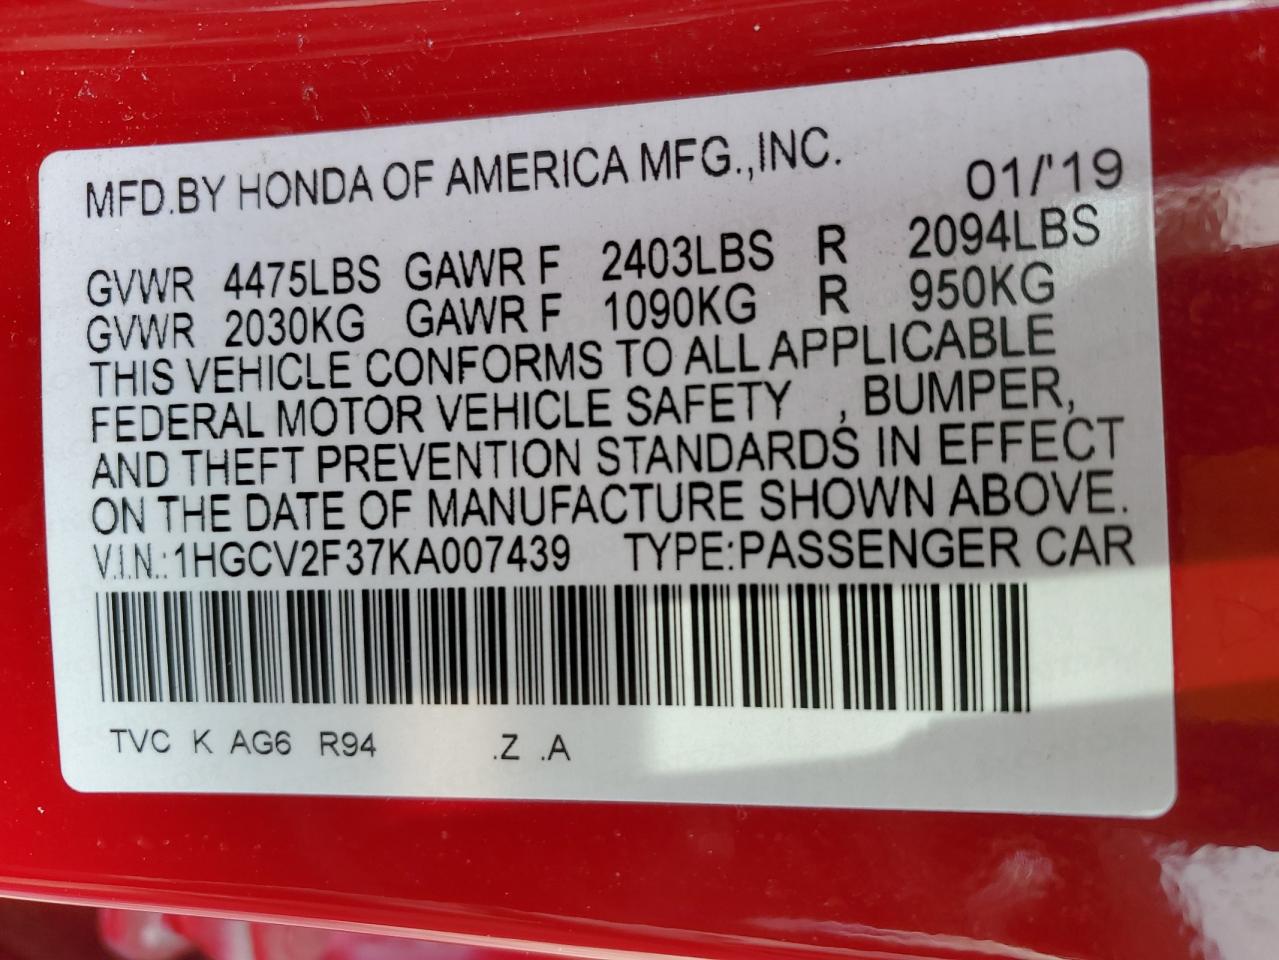 MFD.BY HONDA OF AMERICA MFG.,INC. 01/'19
GVWR 4475LBS GAWR F 2403LBS R 2094LBS
GVWR 2030KG GAWR F 1090KG R 950KG
THIS VEHICLE CONFORMS TO ALL APPLICABLE
FEDERAL MOTOR VEHICLE SAFETY , BUMPER,
AND THEFT PREVENTION STANDARDS IN EFFECT
ON THE DATE OF MANUFACTURE SHOWN ABOVE.
V.I.N.: 1HGCV2F37KA007439 TYPE:PASSENGER CAR
TVC K AG6 R94 .Z .A